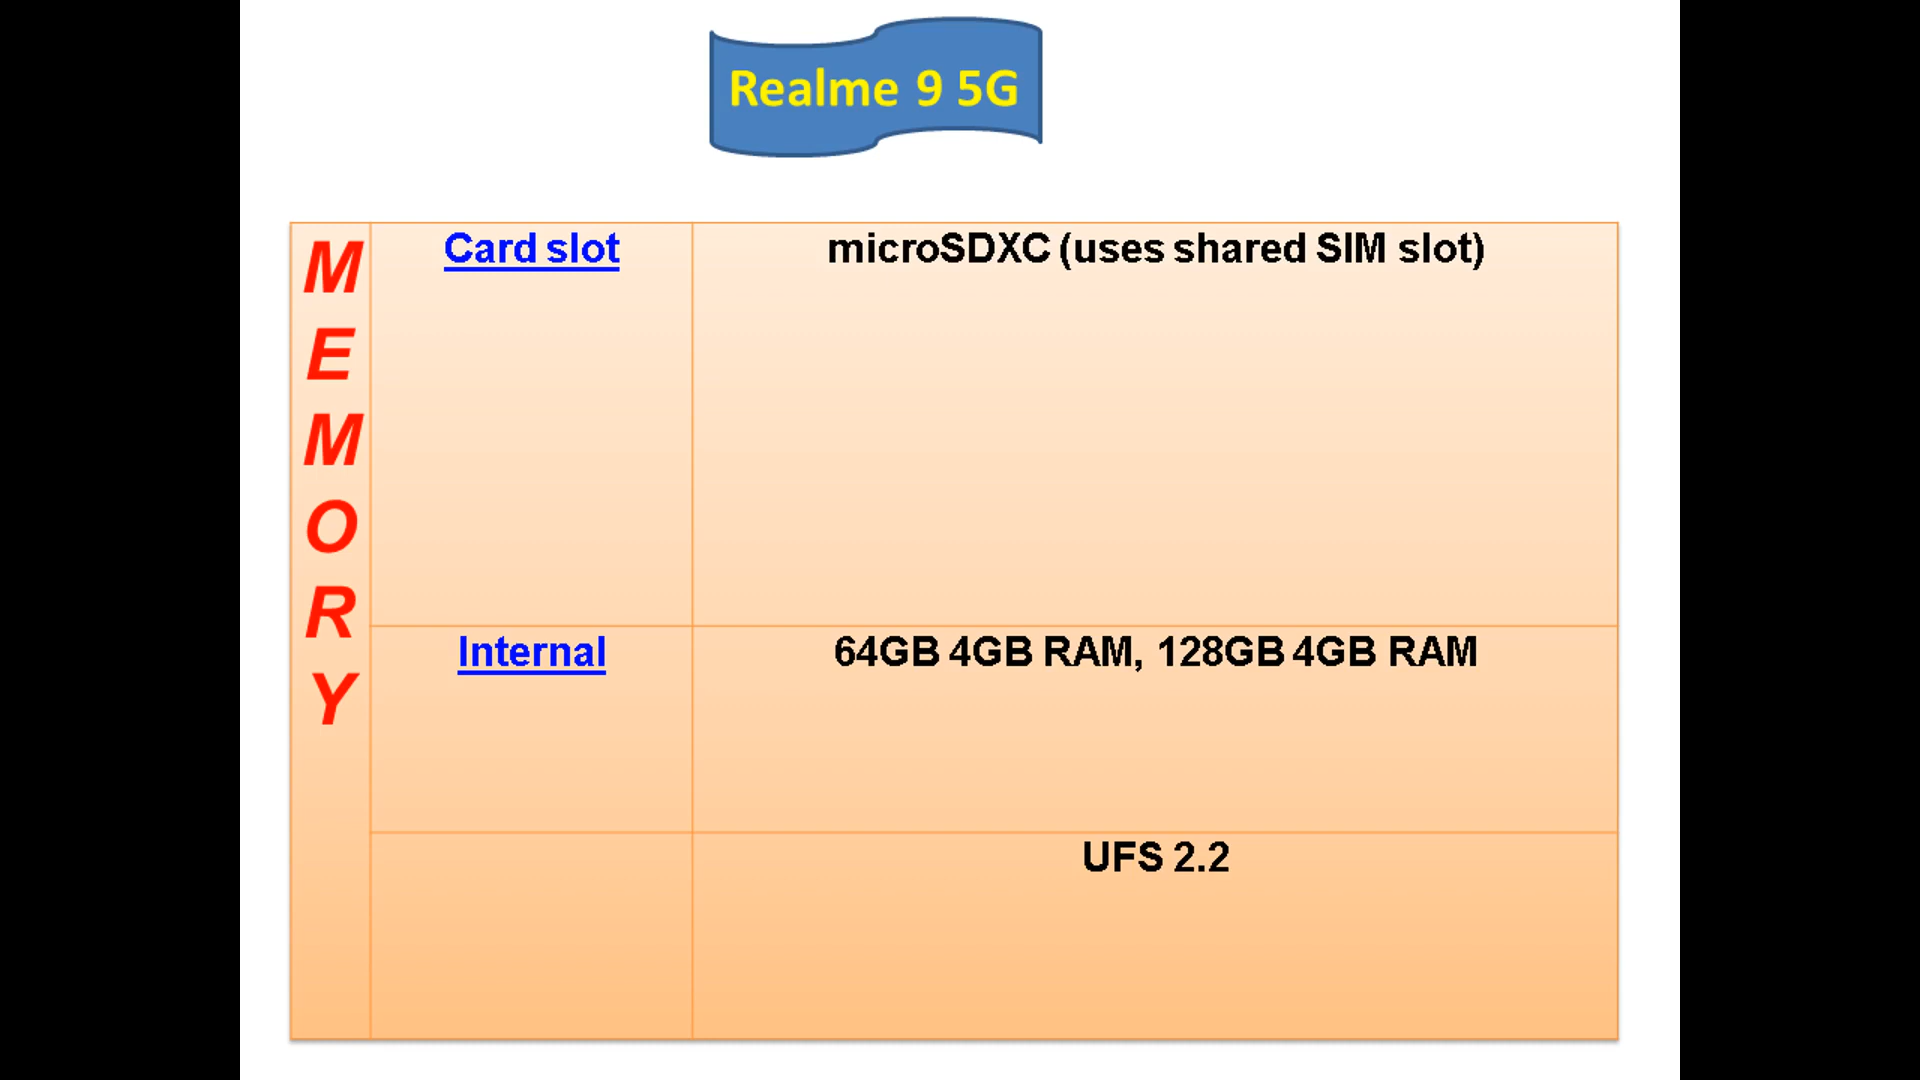 Realme 9 5G
MEMORY
Card slot
microSDXC (uses shared SIM slot)
Internal
64GB 4GB RAM, 128GB 4GB RAM
UFS 2.2